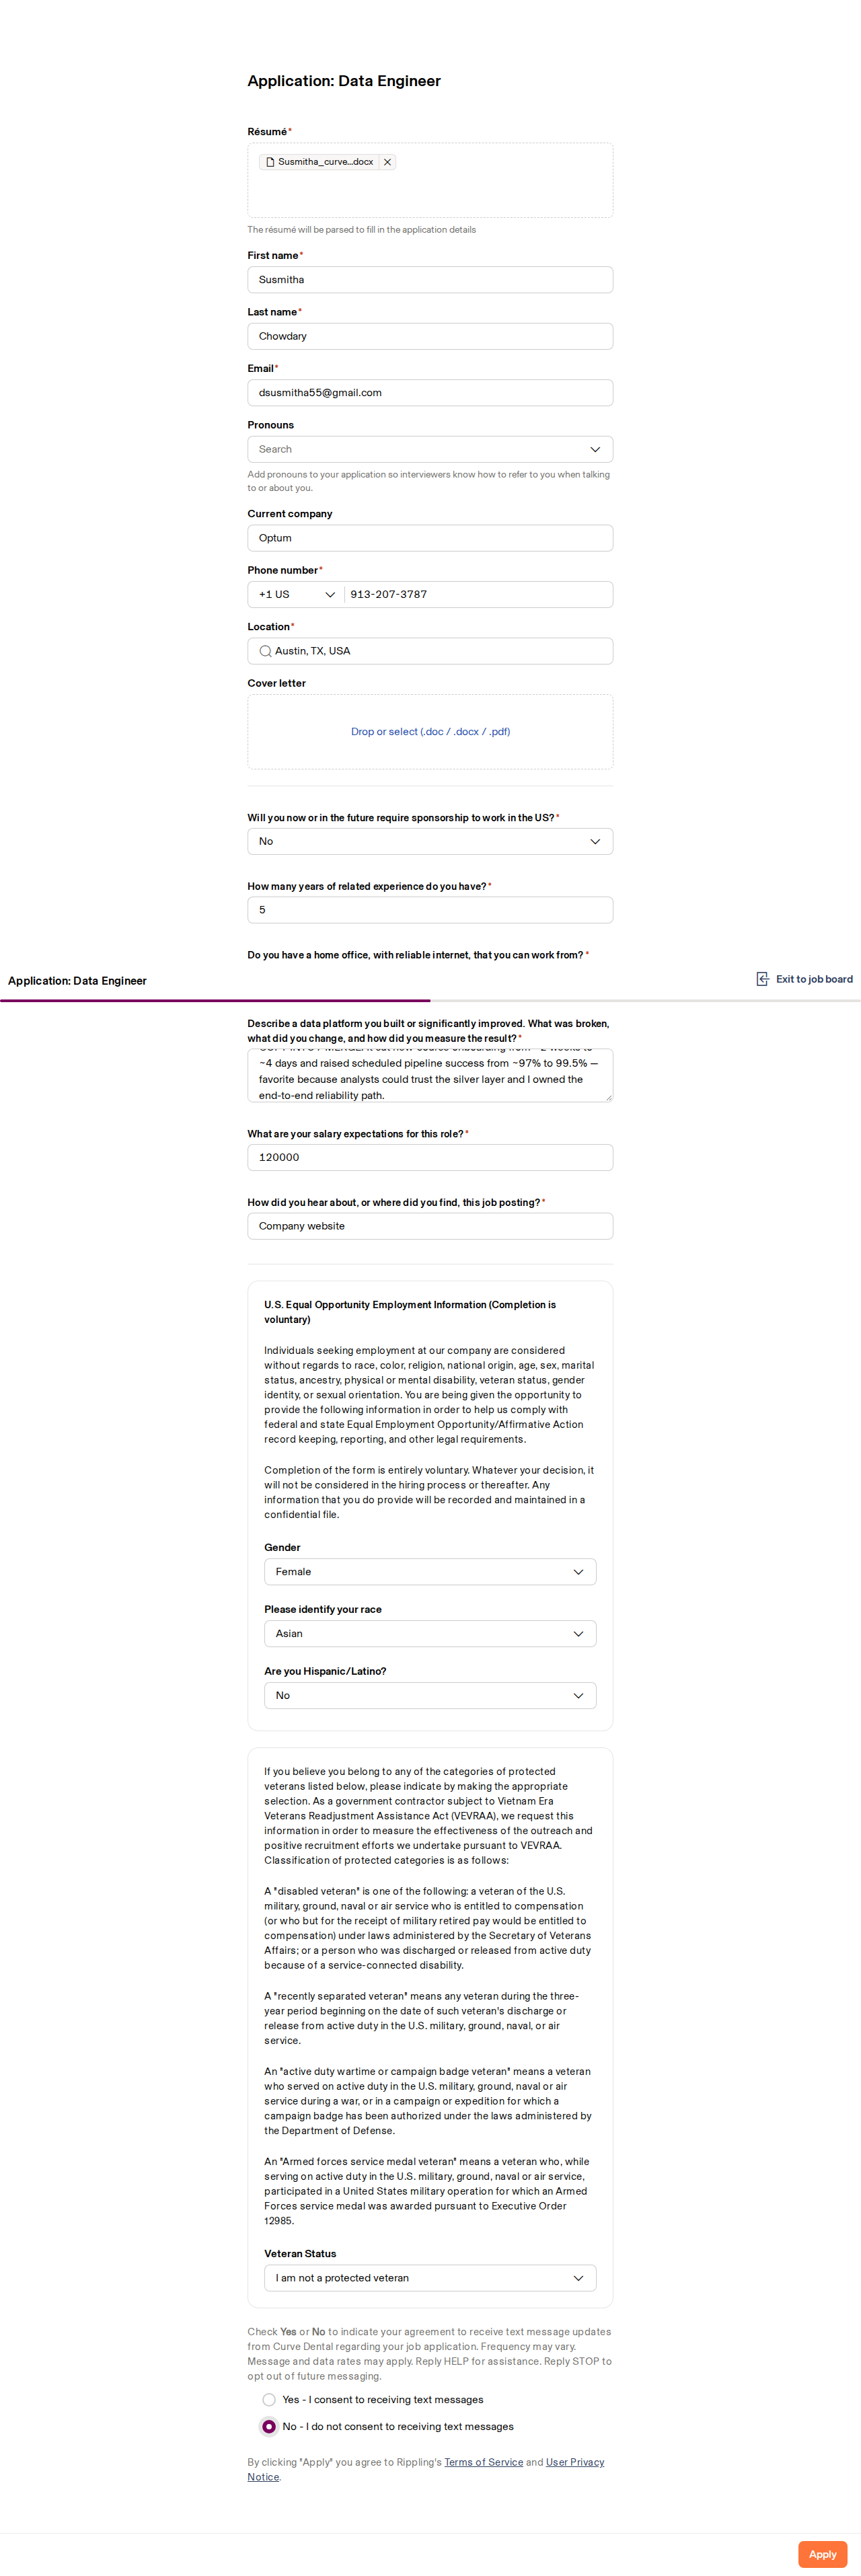 Application: Data Engineer
Résumé*
Susmitha_curve...docx
The résumé will be parsed to fill in the application details
First name*
Susmitha
Last name*
Chowdary
Email*
dsusmitha55@gmail.com
Pronouns
Search
Add pronouns to your application so interviewers know how to refer to you when talking
to or about you.
Current company
Optum
Phone number*
+1 US 913-207-3787
Location*
Austin, TX, USA
Cover letter
Drop or select (.doc / .docx / .pdf)
Will you now or in the future require sponsorship to work in the US?*
No
How many years of related experience do you have?*
5
Do you have a home office, with reliable internet, that you can work from?*
Application: Data Engineer
Exit to job board
Describe a data platform you built or significantly improved. What was broken,
what did you change, and how did you measure the result?*
~4 days and raised scheduled pipeline success from ~97% to 99.5% —
favorite because analysts could trust the silver layer and I owned the
end-to-end reliability path.
What are your salary expectations for this role?*
120000
How did you hear about, or where did you find, this job posting?*
Company website
U.S. Equal Opportunity Employment Information (Completion is
voluntary)
Individuals seeking employment at our company are considered
without regards to race, color, religion, national origin, age, sex, marital
status, ancestry, physical or mental disability, veteran status, gender
identity, or sexual orientation. You are being given the opportunity to
provide the following information in order to help us comply with
federal and state Equal Employment Opportunity/Affirmative Action
record keeping, reporting, and other legal requirements.
Completion of the form is entirely voluntary. Whatever your decision, it
will not be considered in the hiring process or thereafter. Any
information that you do provide will be recorded and maintained in a
confidential file.
Gender
Female
Please identify your race
Asian
Are you Hispanic/Latino?
No
If you believe you belong to any of the categories of protected
veterans listed below, please indicate by making the appropriate
selection. As a government contractor subject to Vietnam Era
Veterans Readjustment Assistance Act (VEVRAA), we request this
information in order to measure the effectiveness of the outreach and
positive recruitment efforts we undertake pursuant to VEVRAA.
Classification of protected categories is as follows:
A "disabled veteran" is one of the following: a veteran of the U.S.
military, ground, naval or air service who is entitled to compensation
(or who but for the receipt of military retired pay would be entitled to
compensation) under laws administered by the Secretary of Veterans
Affairs; or a person who was discharged or released from active duty
because of a service-connected disability.
A "recently separated veteran" means any veteran during the three-
year period beginning on the date of such veteran's discharge or
release from active duty in the U.S. military, ground, naval, or air
service.
An "active duty wartime or campaign badge veteran" means a veteran
who served on active duty in the U.S. military, ground, naval or air
service during a war, or in a campaign or expedition for which a
campaign badge has been authorized under the laws administered by
the Department of Defense.
An "Armed forces service medal veteran" means a veteran who, while
serving on active duty in the U.S. military, ground, naval or air service,
participated in a United States military operation for which an Armed
Forces service medal was awarded pursuant to Executive Order
12985.
Veteran Status
I am not a protected veteran
Check Yes or No to indicate your agreement to receive text message updates
from Curve Dental regarding your job application. Frequency may vary.
Message and data rates may apply. Reply HELP for assistance. Reply STOP to
opt out of future messaging.
Yes - I consent to receiving text messages
No - I do not consent to receiving text messages
By clicking "Apply" you agree to Rippling's Terms of Service and User Privacy
Notice.
Apply